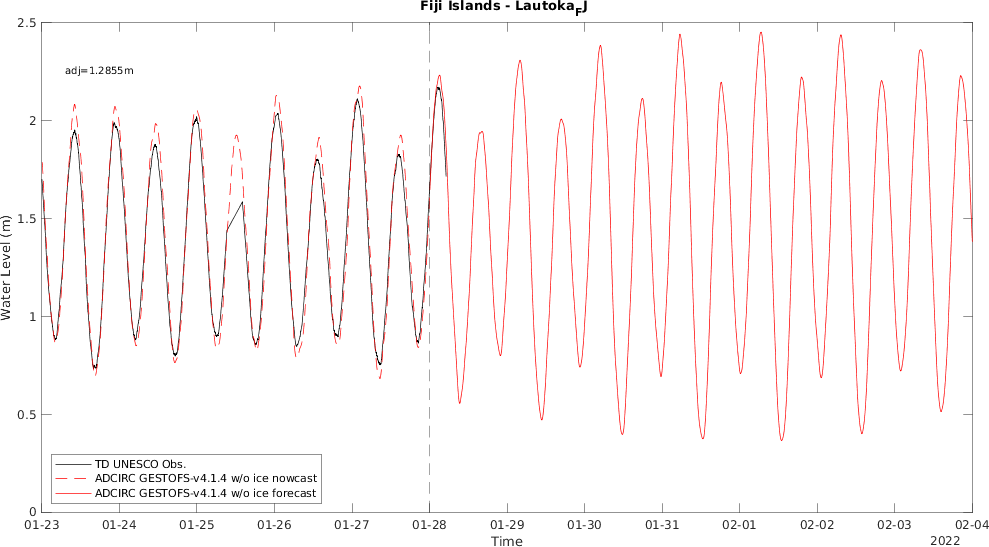 Fiji Islands - Lautoka_FJ
adj=1.2855m
2.5
2
1.5
1
0.5
0
Water Level (m)
TD UNESCO Obs.
ADCIRC GESTOFS-v4.1.4 w/o ice nowcast
ADCIRC GESTOFS-v4.1.4 w/o ice forecast
01-23 01-24 01-25 01-26 01-27 01-28 01-29 01-30 01-31 02-01 02-02 02-03 02-04
Time
2022